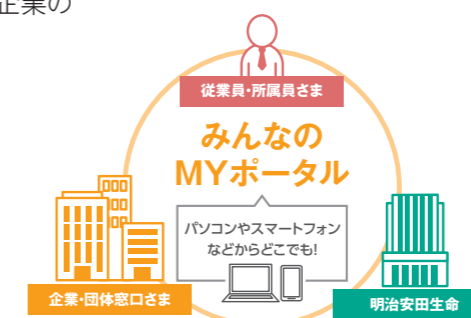 企業の
従業員・所属員さま
みんなの
MYポータル
パソコンやスマートフォン
などからどこでも!
企業・団体窓口さま
明治安田生命